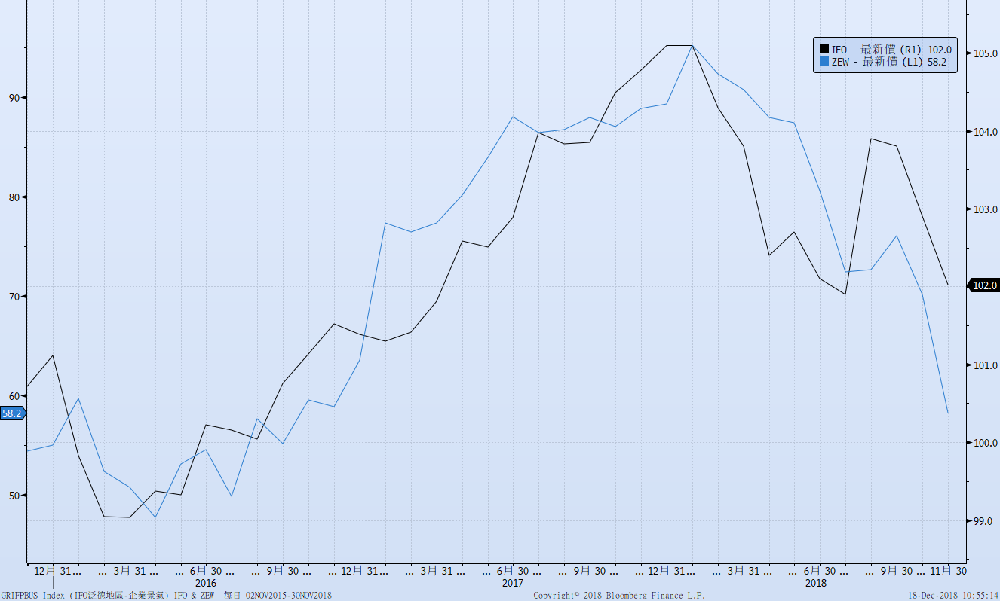 IFO - 最新價 (R1) 102.0
ZEW - 最新價 (L1) 58.2
105.0
90
104.0
80
103.0
70
102.0
101.0
60
58.2
100.0
50
99.0
12月 31... ... 3月 31 ... ... 6月 30 ... ... 9月 30 ... ... 12月 31 ... ... 3月 31 ... ... 6月 30 ... ... 9月 30 ... ... 12月 31 ... ... 3月 31 ... ... 6月 30 ... ... 9月 30 ... 11月 30
2016 2017 2018
GRIFPBUS Index (IFO泛德地區-企業景氣) IFO & ZEW 每日 02NOV2015-30NOV2018 Copyright© 2018 Bloomberg Finance L.P. 18-Dec-2018 10:55:14